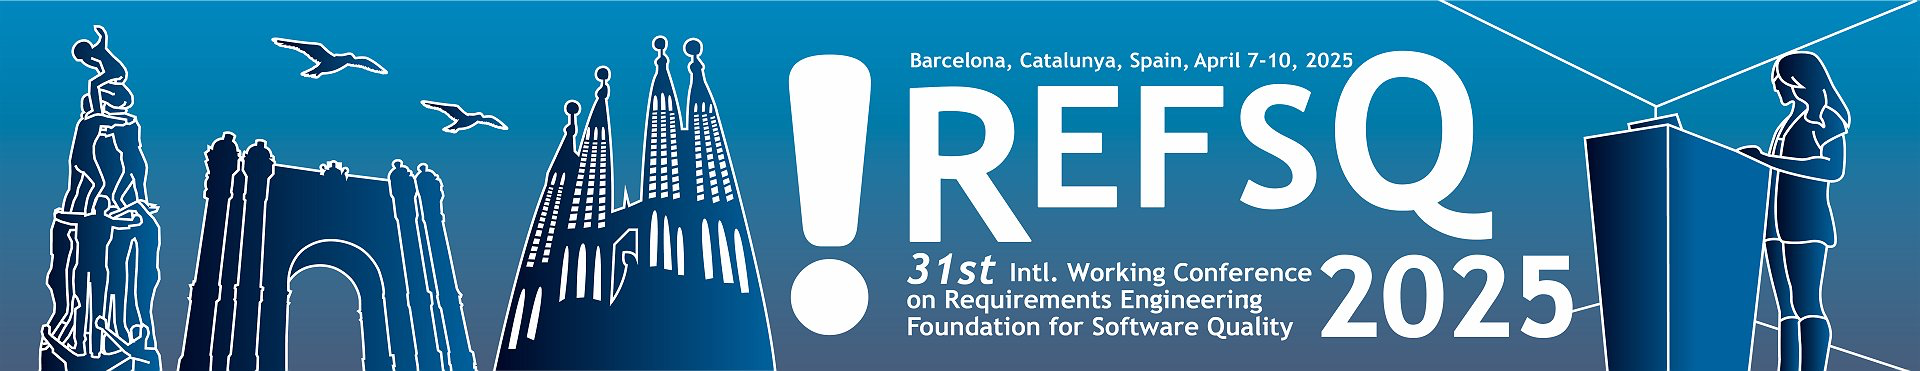 Barcelona, Catalunya, Spain, April 7-10, 2025
!REFSQ
31st Intl. Working Conference
on Requirements Engineering
Foundation for Software Quality
2025